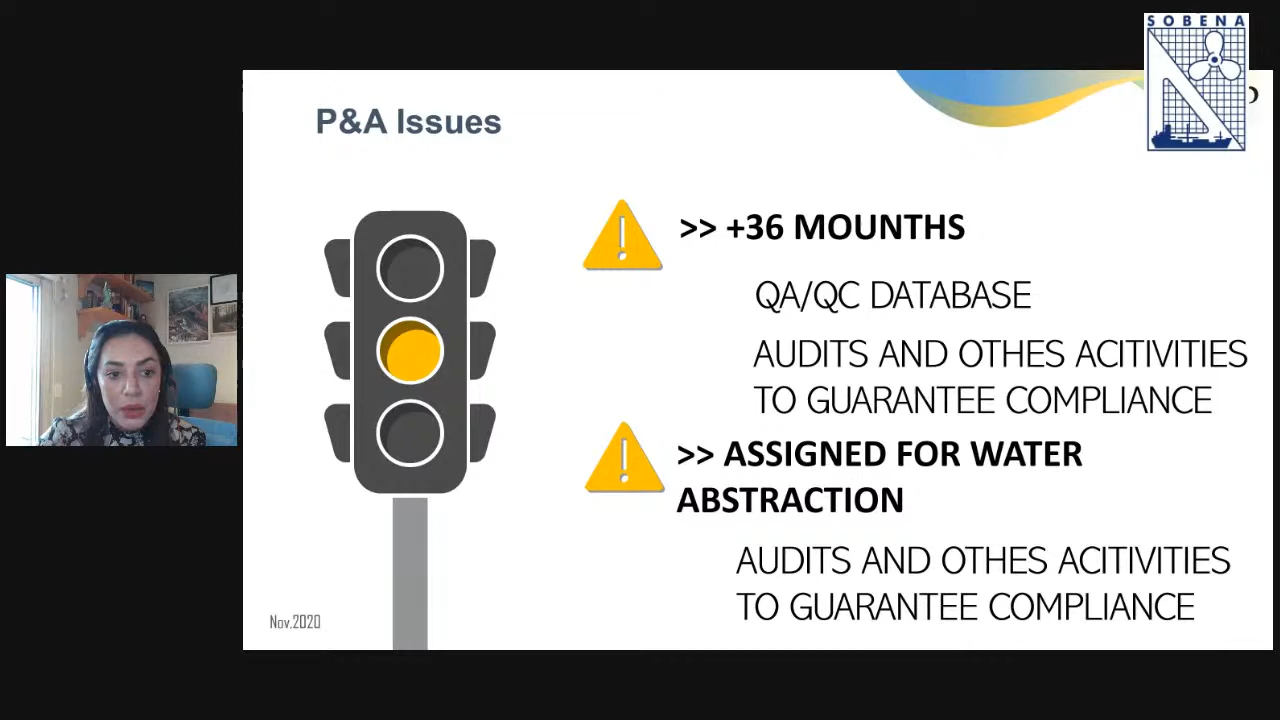 SOBENA
P&A Issues
>> +36 MOUNTHS
QA/QC DATABASE
AUDITS AND OTHES ACITIVITIES
TO GUARANTEE COMPLIANCE
>> ASSIGNED FOR WATER
ABSTRACTION
AUDITS AND OTHES ACITIVITIES
TO GUARANTEE COMPLIANCE
Nov,2020